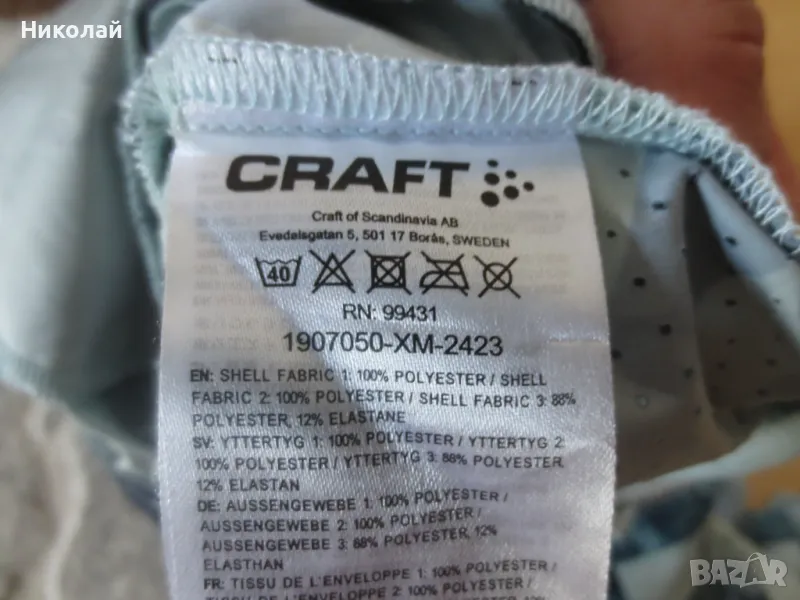 Николай
CRAFT
Craft of Scandinavia AB
Evedalsgatan 5, 501 17 Borås, SWEDEN
40
RN: 99431
1907050-XM-2423
EN: SHELL FABRIC 1: 100% POLYESTER / SHELL
FABRIC 2: 100% POLYESTER / SHELL FABRIC 3: 88%
POLYESTER, 12% ELASTANE
SV: YTTERTYG 1: 100% POLYESTER / YTTERTYG 2:
100% POLYESTER / YTTERTYG 3: 88% POLYESTER,
12% ELASTAN
DE: AUSSENGEWEBE 1: 100% POLYESTER /
AUSSENGEWEBE 2: 100% POLYESTER /
AUSSENGEWEBE 3: 88% POLYESTER, 12%
ELASTHAN
FR: TISSU DE L'ENVELOPPE 1: 100% POLYESTER /
BAZAR